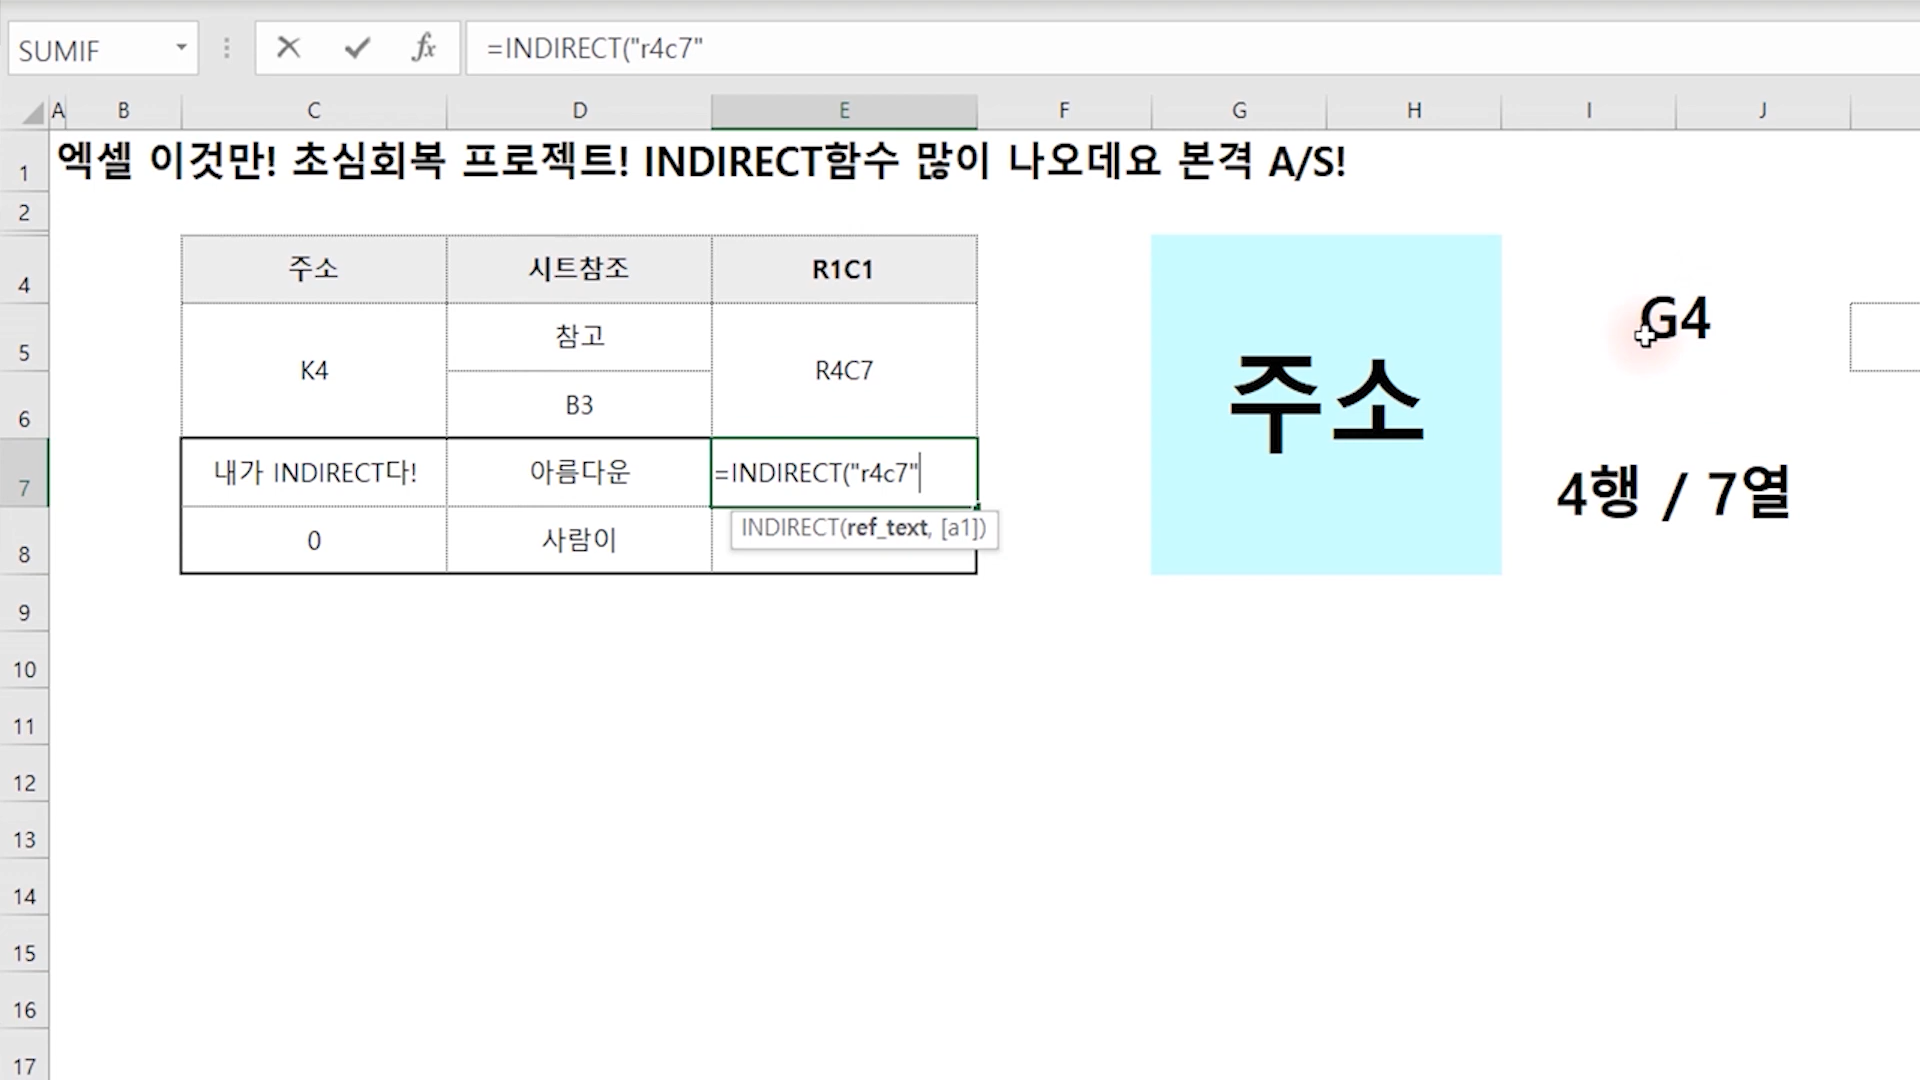 SUMIF
fx
=INDIRECT("r4c7"
A B C D E F G H I J
1 엑셀 이것만! 초심회복 프로젝트! INDIRECT함수 많이 나오데요 본격 A/S!
2
4 주소 시트참조 R1C1
G4
5 참고
K4 R4C7
주소
6 B3
7 내가 INDIRECT다! 아름다운 =INDIRECT("r4c7"
4행 / 7열
INDIRECT(ref_text, [a1])
8 0 사람이
9
10
11
12
13
14
15
16
17